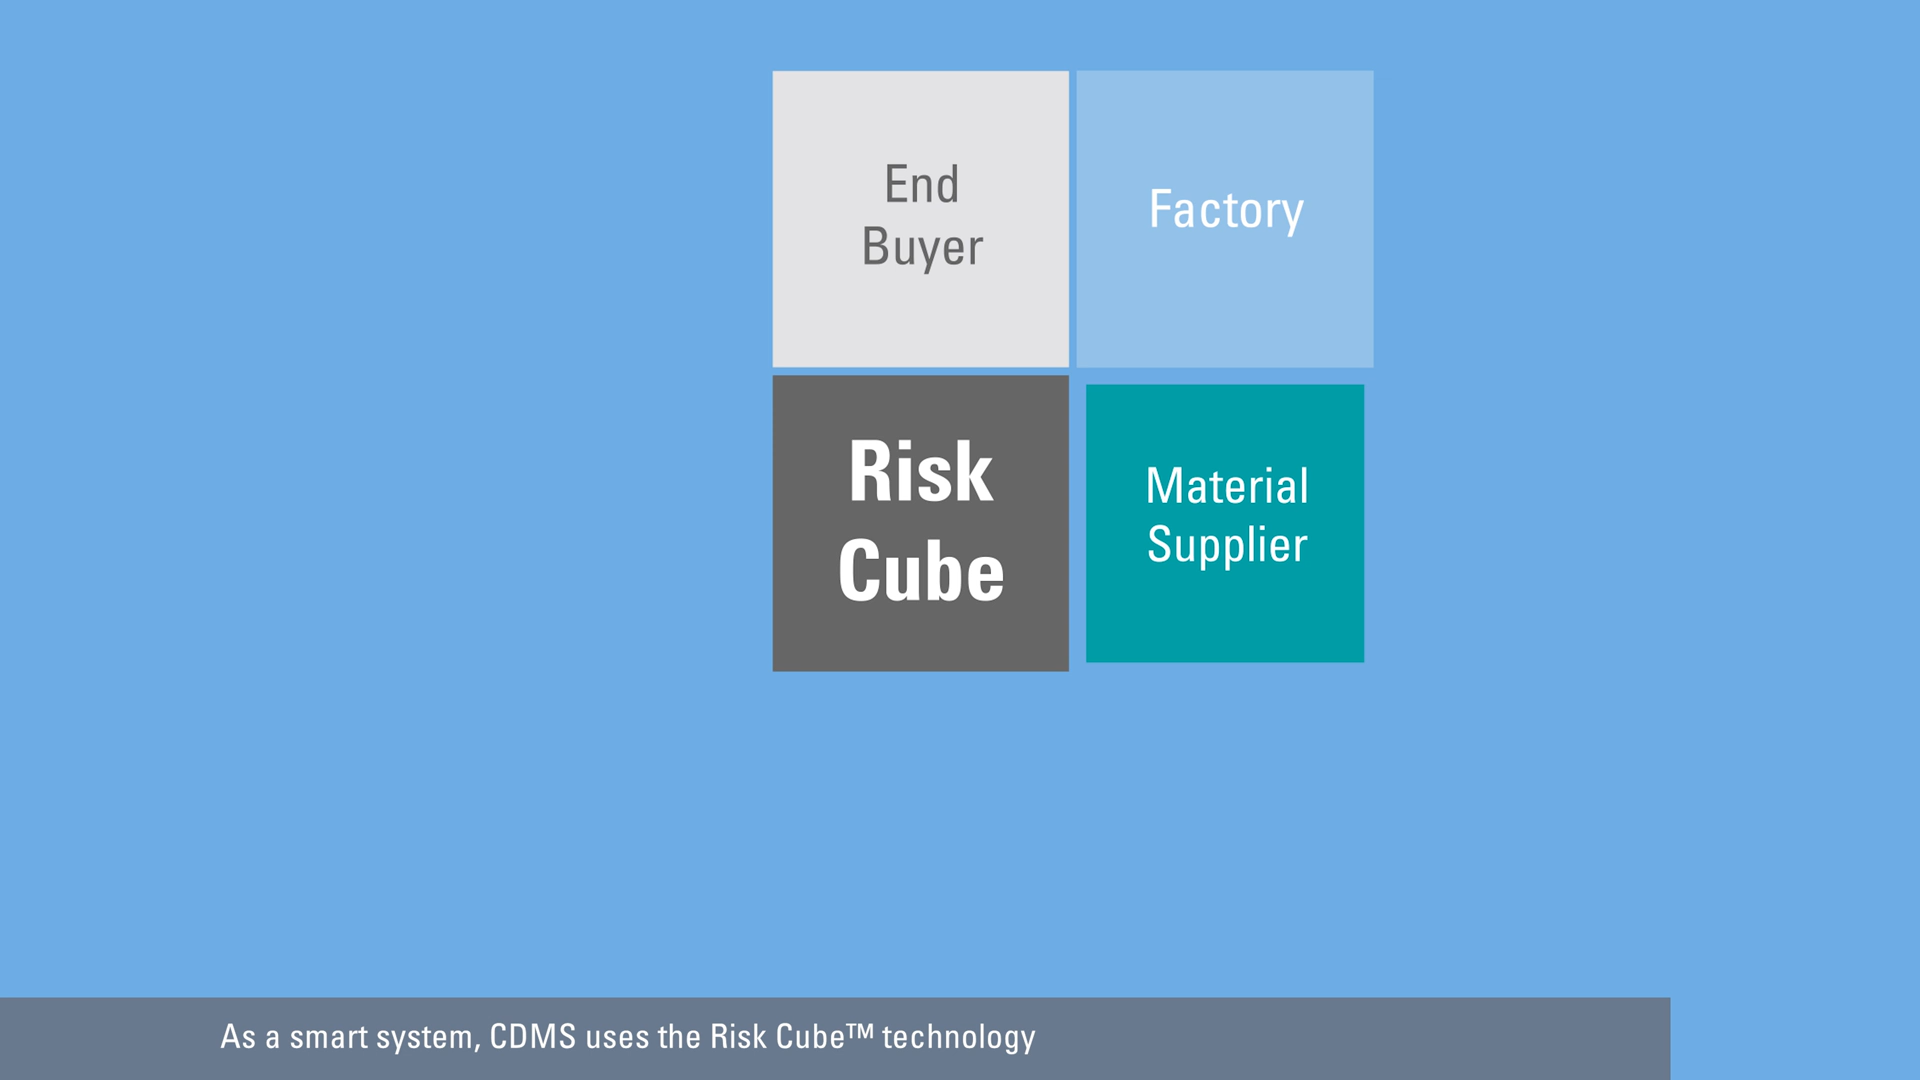 End
Buyer
Factory
Risk
Cube
Material
Supplier
As a smart system, CDMS uses the Risk Cube™ technology